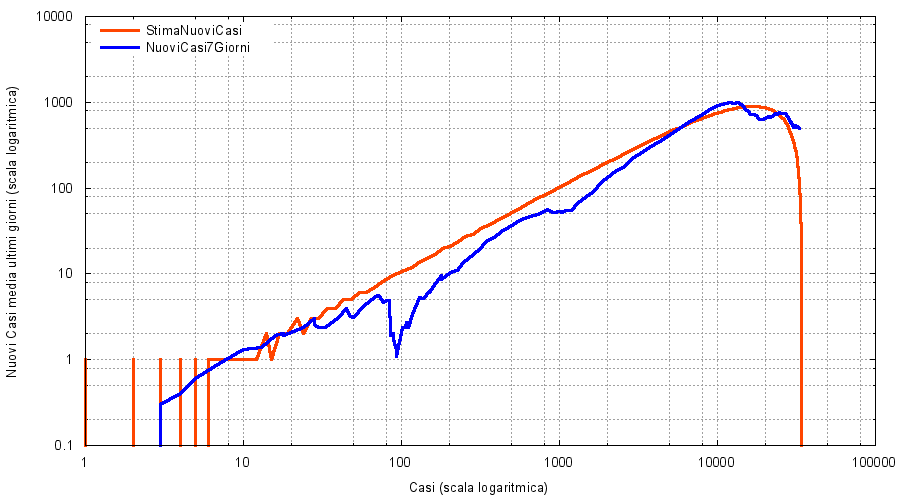 10000
StimaNuoviCasi
NuoviCasi7Giorni
1000
100
10
1
0.1
Nuovi Casi media ultimi giorni (scala logaritmica)
1 10 100 1000 10000 100000
Casi (scala logaritmica)